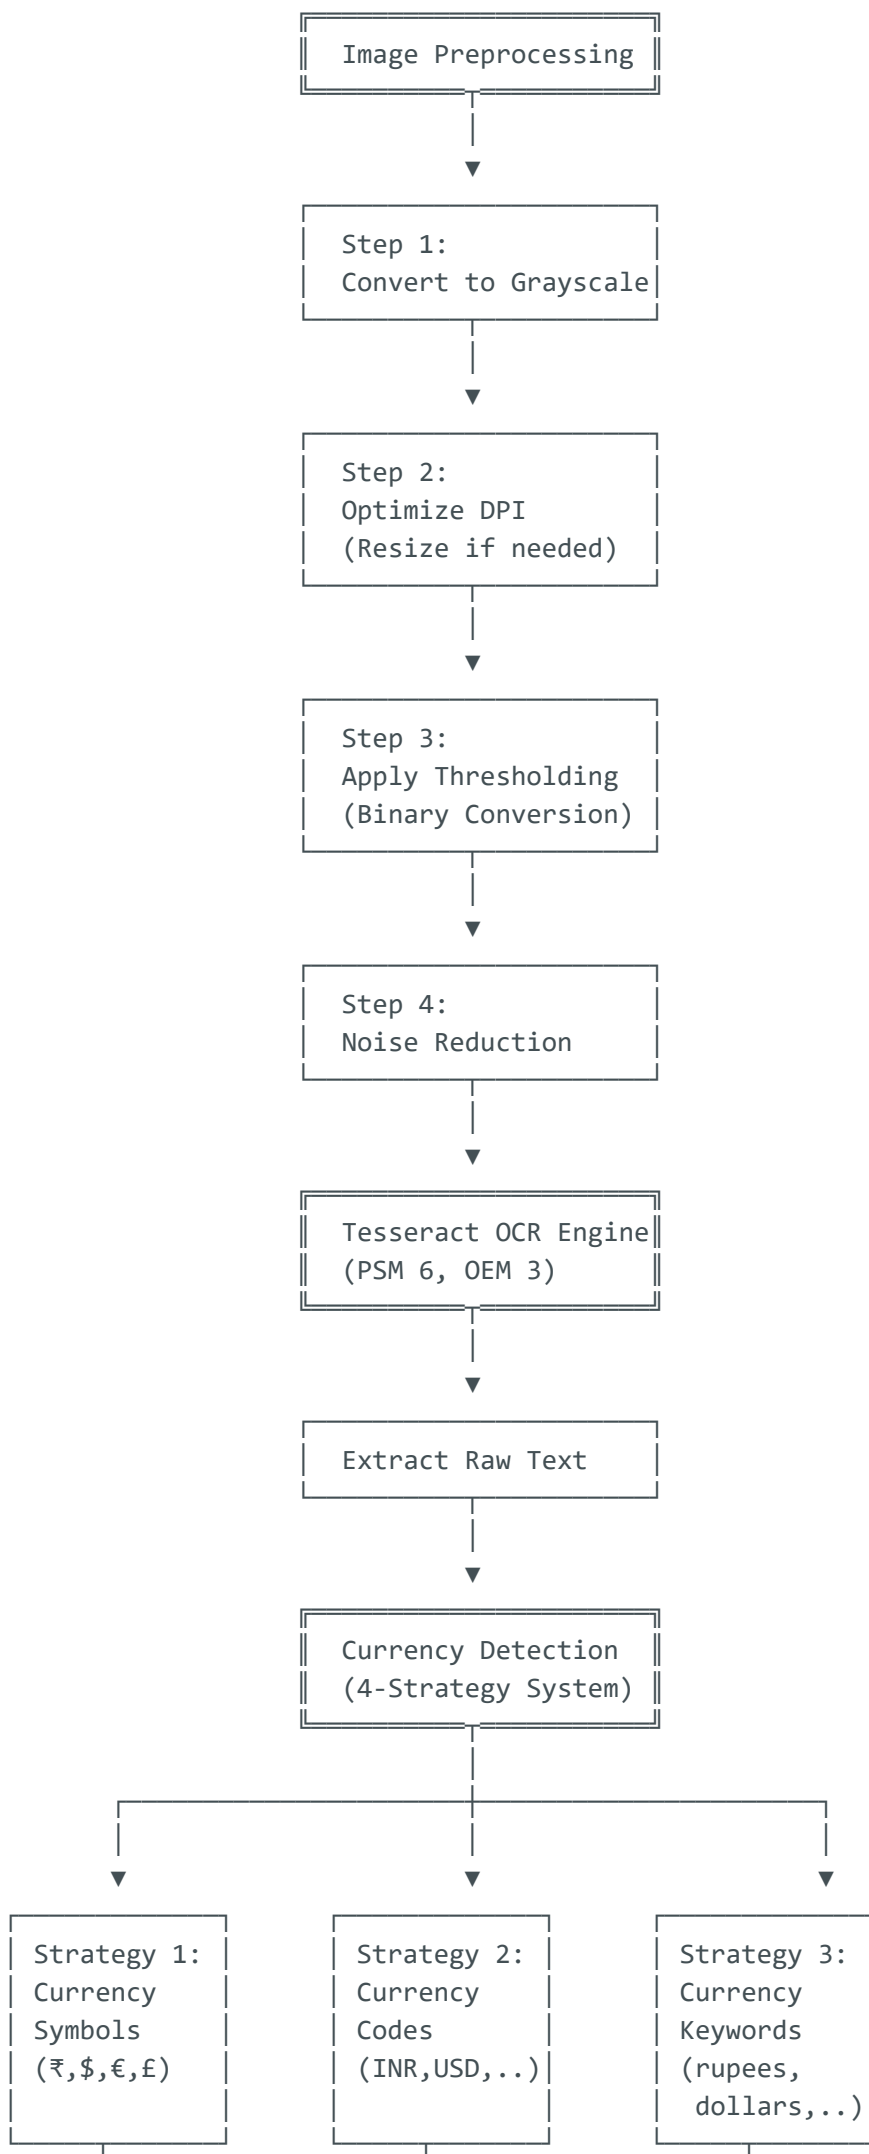 Image Preprocessing
Step 1:
Convert to Grayscale
Step 2:
Optimize DPI
(Resize if needed)
Step 3:
Apply Thresholding
(Binary Conversion)
Step 4:
Noise Reduction
Tesseract OCR Engine
(PSM 6, OEM 3)
Extract Raw Text
Currency Detection
(4-Strategy System)
Strategy 1:
Currency
Symbols
(₹,$,€,£)
Strategy 2:
Currency
Codes
(INR,USD,..)
Strategy 3:
Currency
Keywords
(rupees,
dollars,..)